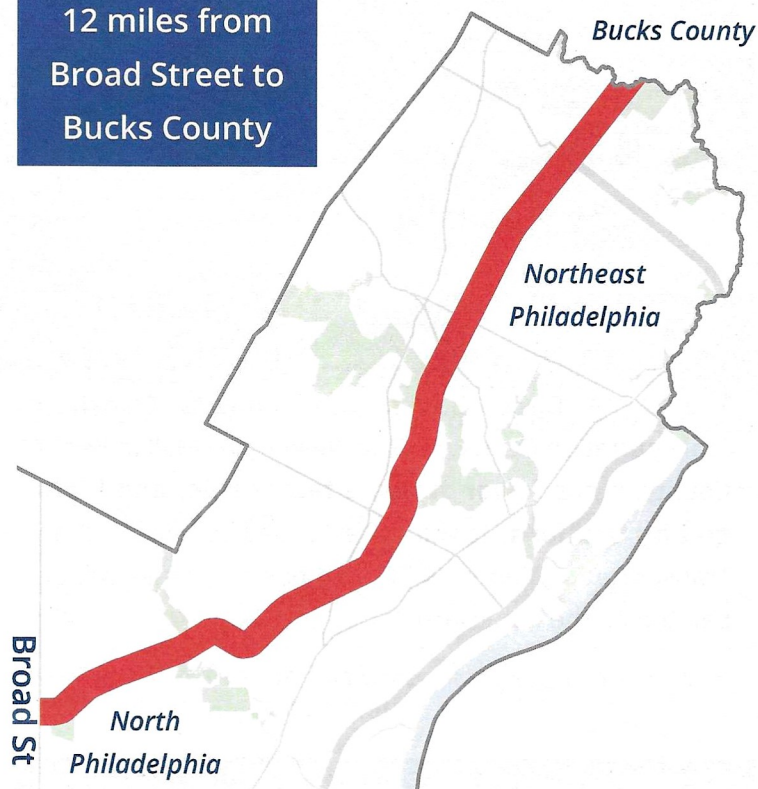 12 miles from
Broad Street to
Bucks County
Bucks County
Northeast
Philadelphia
Broad St
North
Philadelphia